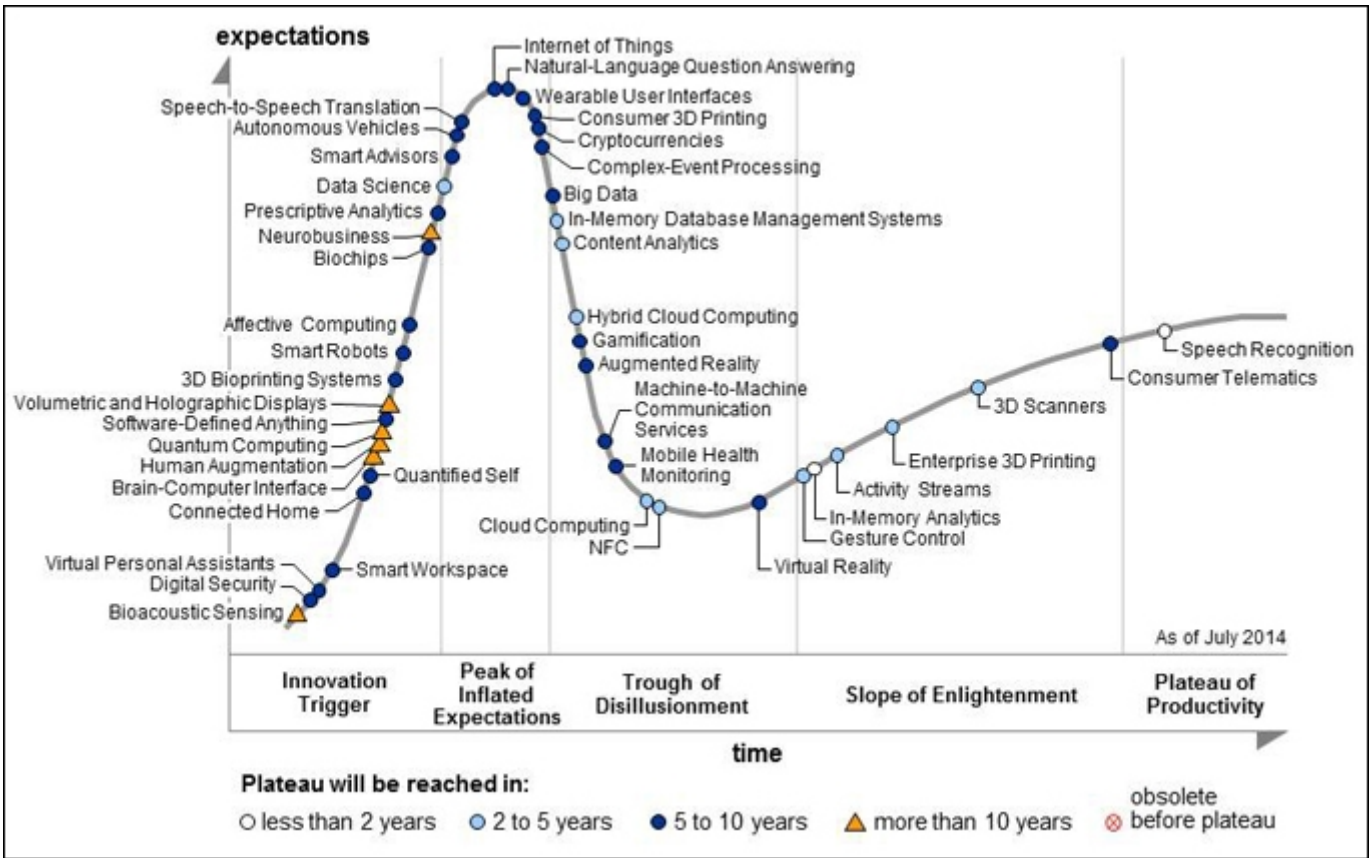 expectations
Internet of Things
Natural-Language Question Answering
Wearable User Interfaces
Consumer 3D Printing
Cryptocurrencies
Complex-Event Processing
Speech-to-Speech Translation
Autonomous Vehicles
Smart Advisors
Data Science
Prescriptive Analytics
Neurobusiness
Biochips
Big Data
In-Memory Database Management Systems
Content Analytics
Affective Computing
Smart Robots
3D Bioprinting Systems
Volumetric and Holographic Displays
Software-Defined Anything
Quantum Computing
Human Augmentation
Brain-Computer Interface
Quantified Self
Connected Home
Hybrid Cloud Computing
Gamification
Augmented Reality
Machine-to-Machine
Communication
Services
Mobile Health
Monitoring
Virtual Personal Assistants
Digital Security
Bioacoustic Sensing
Smart Workspace
Cloud Computing
NFC
Virtual Reality
Gesture Control
In-Memory Analytics
Activity Streams
Enterprise 3D Printing
3D Scanners
Consumer Telematics
Speech Recognition
As of July 2014
Innovation
Trigger
Peak of
Inflated
Expectations
Trough of
Disillusionment
Slope of Enlightenment
Plateau of
Productivity
time
Plateau will be reached in:
less than 2 years
2 to 5 years
5 to 10 years
more than 10 years
obsolete
before plateau